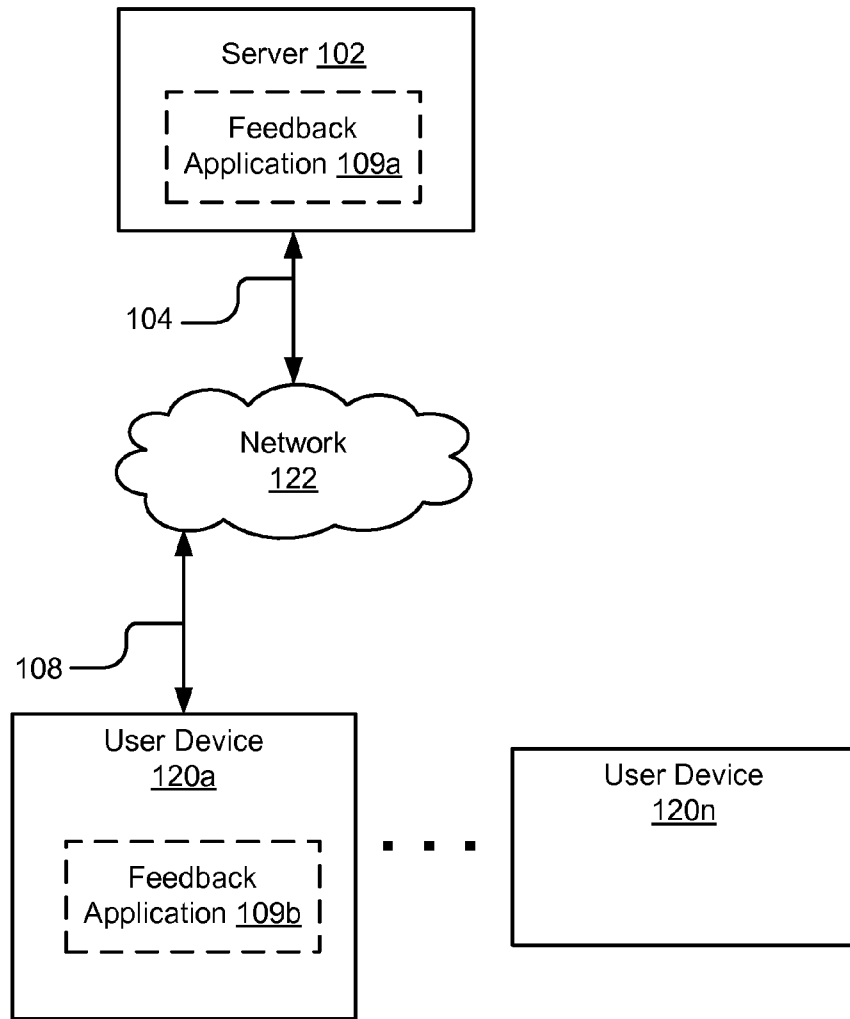 Server 102
Feedback
Application 109a
104
Network
122
108
User Device
120a
Feedback
Application 109b
User Device
120n